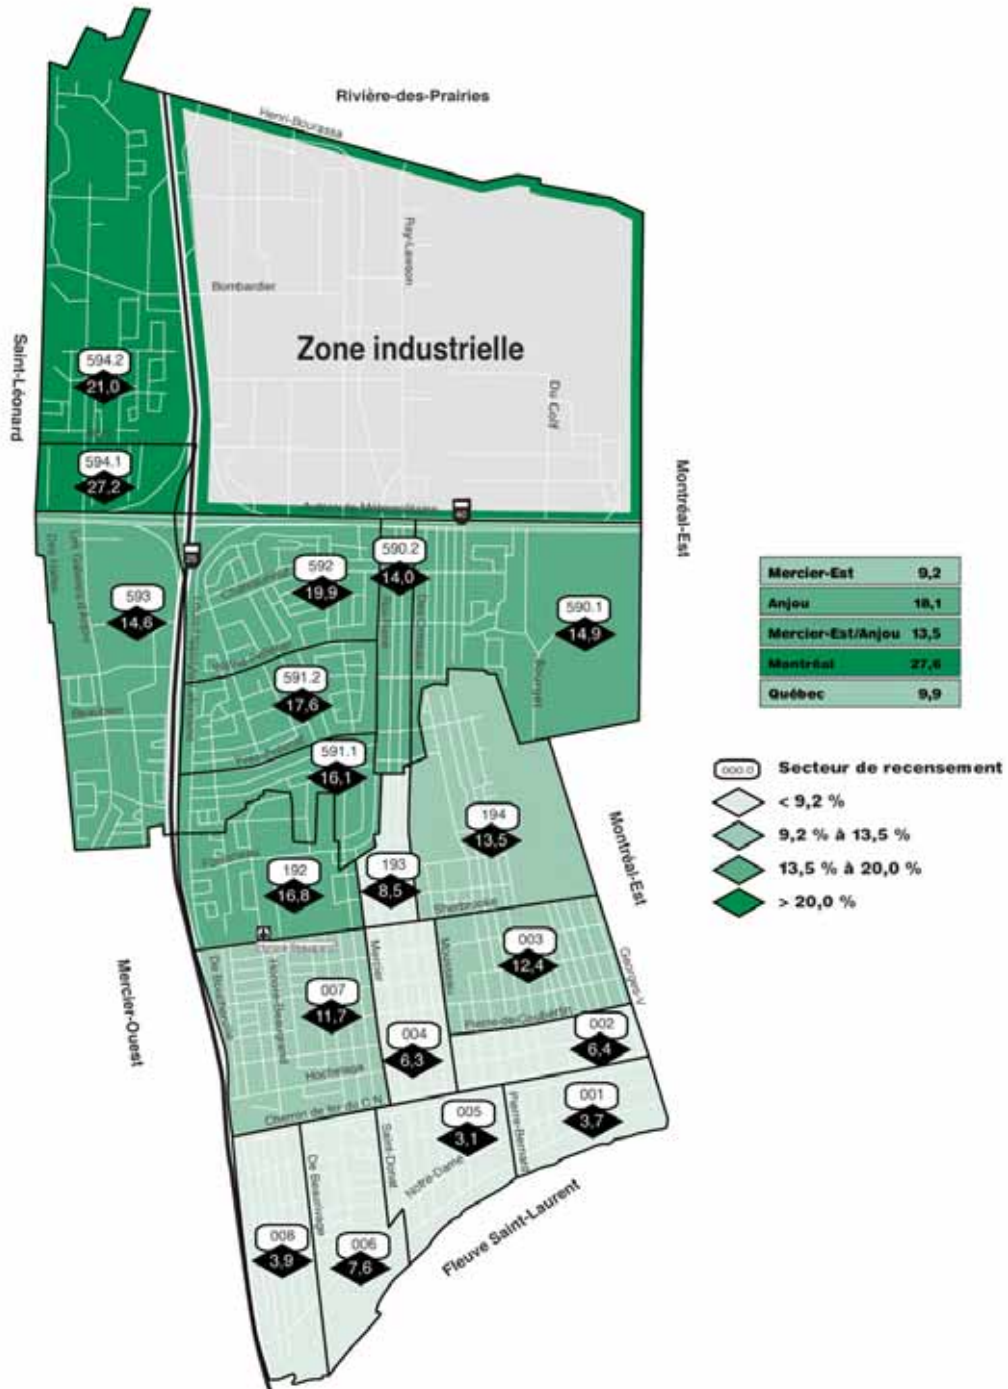 Rivière-des-Prairies
Henri-Bourassa
Ray-Lawson
Bombardier
Zone industrielle
Du Golf
Saint-Léonard
594.2
21,0
594.1
27,2
Montréal-Est
593
14,6
592
19,9
590.2
14,0
590.1
14,9
Bourget
Beaubien
591.2
17,6
591.1
16,1
Mercier-Est 9,2
Anjou 18,1
Mercier-Est/Anjou 13,5
Montréal 27,6
Québec 9,9
000.0 Secteur de recensement
< 9,2 %
9,2 % à 13,5 %
13,5 % à 20,0 %
> 20,0 %
194
13,5
Montréal-Est
193
8,5
192
16,8
Sherbrooke
Mercier-Ouest
Honoré-Beaugrand
Mercier
Georges-V
003
12,4
007
11,7
Pierre-de-Coubertin
002
6,4
004
6,3
Hochelaga
Chemin de fer du C.N.
001
3,7
005
3,1
Pierre-Bernard
Saint-Donat
Notre-Dame
De Beaurivage
Fleuve Saint-Laurent
008
3,9
006
7,6